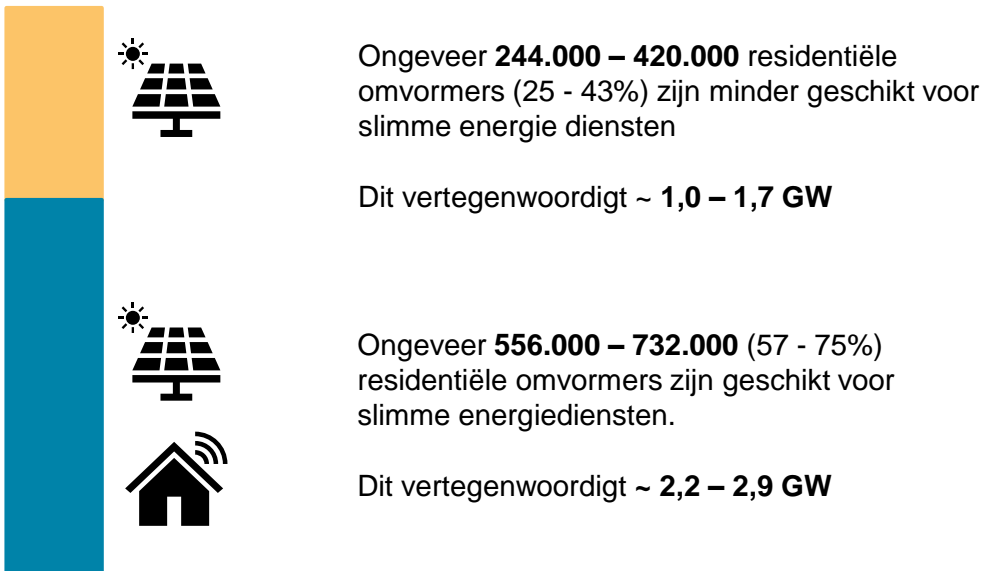 Ongeveer 244.000 – 420.000 residentiële
omvormers (25 - 43%) zijn minder geschikt voor
slimme energie diensten
Dit vertegenwoordigt ~ 1,0 – 1,7 GW
Ongeveer 556.000 – 732.000 (57 - 75%)
residentiële omvormers zijn geschikt voor
slimme energiediensten.
Dit vertegenwoordigt ~ 2,2 – 2,9 GW